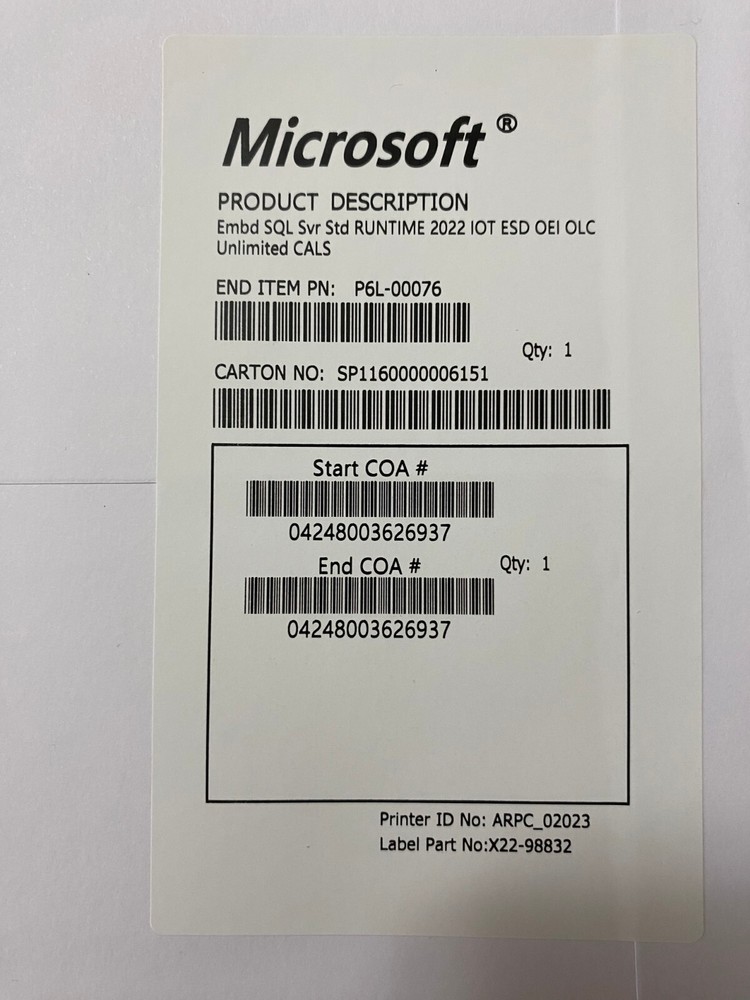 Microsoft ®
PRODUCT DESCRIPTION
Embd SQL Svr Std RUNTIME 2022 IOT ESD OEI OLC
Unlimited CALS
END ITEM PN: P6L-00076
Qty: 1
CARTON NO: SP1160000006151
Start COA #
04248003626937
End COA # Qty: 1
04248003626937
Printer ID No: ARPC_02023
Label Part No:X22-98832